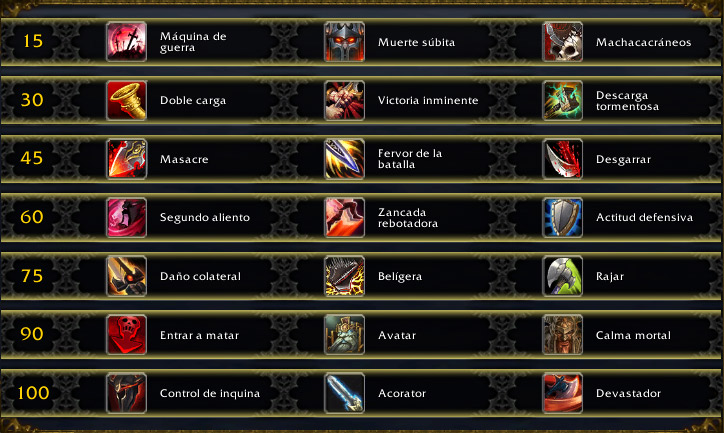 15 Máquina de guerra Muerte súbita Machacacráneos
30 Doble carga Victoria inminente Descarga tormentosa
45 Masacre Fervor de la batalla Desgarrar
60 Segundo aliento Zancada rebotadora Actitud defensiva
75 Daño colateral Belígera Rajar
90 Entrar a matar Avatar Calma mortal
100 Control de inquina Acorator Devastador